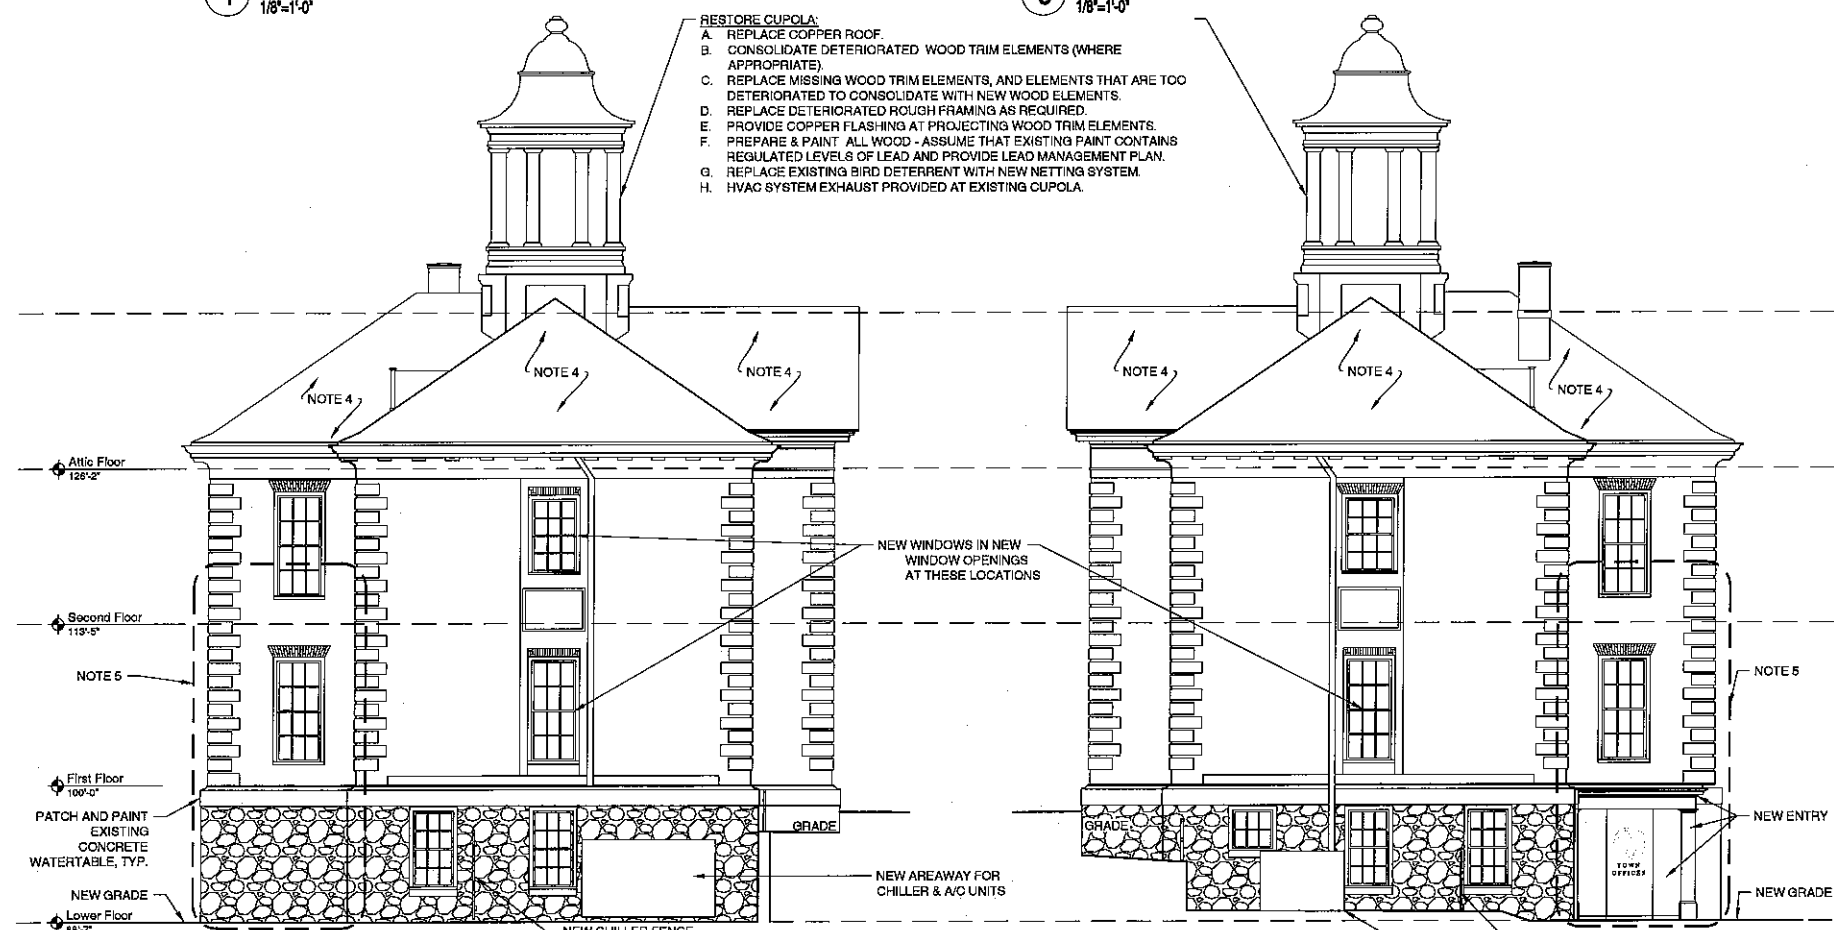 1/8"=1'-0"
1/8"=1'-0"
RESTORE CUPOLA:
A. REPLACE COPPER ROOF.
B. CONSOLIDATE DETERIORATED WOOD TRIM ELEMENTS (WHERE
APPROPRIATE).
C. REPLACE MISSING WOOD TRIM ELEMENTS, AND ELEMENTS THAT ARE TOO
DETERIORATED TO CONSOLIDATE WITH NEW WOOD ELEMENTS.
D. REPLACE DETERIORATED ROUGH FRAMING AS REQUIRED.
E. PROVIDE COPPER FLASHING AT PROJECTING WOOD TRIM ELEMENTS.
F. PREPARE & PAINT ALL WOOD - ASSUME THAT EXISTING PAINT CONTAINS
REGULATED LEVELS OF LEAD AND PROVIDE LEAD MANAGEMENT PLAN.
G. REPLACE EXISTING BIRD DETERRENT WITH NEW NETTING SYSTEM.
H. HVAC SYSTEM EXHAUST PROVIDED AT EXISTING CUPOLA.
NOTE 4
NOTE 4
NOTE 4
NOTE 4
NOTE 4
NOTE 4
Attic Floor
126'-2"
NEW WINDOWS IN NEW
WINDOW OPENINGS
AT THESE LOCATIONS
Second Floor
113'-5"
NOTE 5
NOTE 5
First Floor
100'-0"
PATCH AND PAINT
EXISTING
CONCRETE
WATERTABLE, TYP.
GRADE
GRADE
NEW ENTRY
TOWN
OFFICES
NEW AREAWAY FOR
CHILLER & A/C UNITS
NEW GRADE
NEW GRADE
Lower Floor
NEW CHILLER FENCE